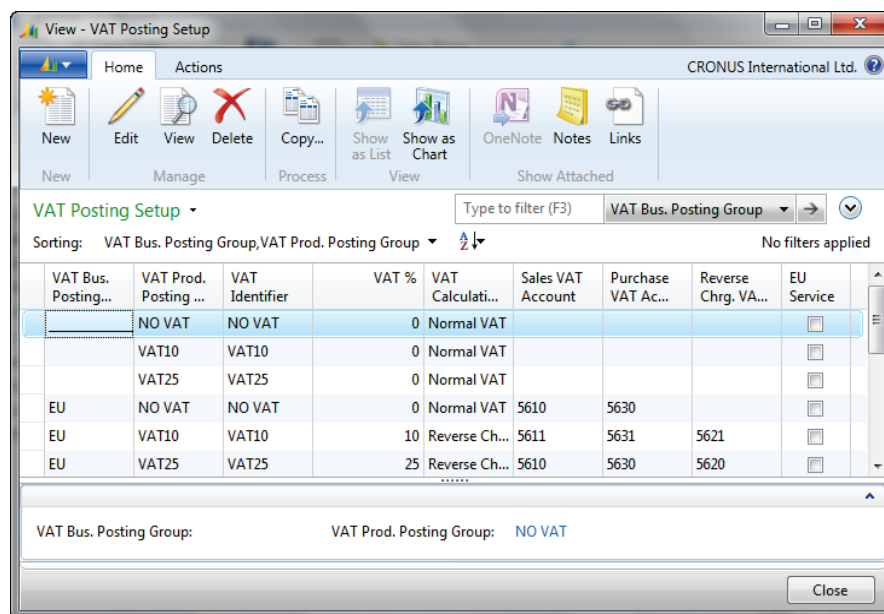 View - VAT Posting Setup
Home Actions CRONUS International Ltd.
New Edit View Delete Copy... Show as List Show as Chart OneNote Notes Links
New Manage Process View Show Attached
VAT Posting Setup Type to filter (F3) VAT Bus. Posting Group
Sorting: VAT Bus. Posting Group,VAT Prod. Posting Group No filters applied
VAT Bus. Posting... VAT Prod. Posting ... VAT Identifier VAT % VAT Calculati... Sales VAT Account Purchase VAT Ac... Reverse Chrg. VA... EU Service
NO VAT NO VAT 0 Normal VAT
VAT10 VAT10 0 Normal VAT
VAT25 VAT25 0 Normal VAT
EU NO VAT NO VAT 0 Normal VAT 5610 5630
EU VAT10 VAT10 10 Reverse Ch... 5611 5631 5621
EU VAT25 VAT25 25 Reverse Ch... 5610 5630 5620
VAT Bus. Posting Group: VAT Prod. Posting Group: NO VAT
Close